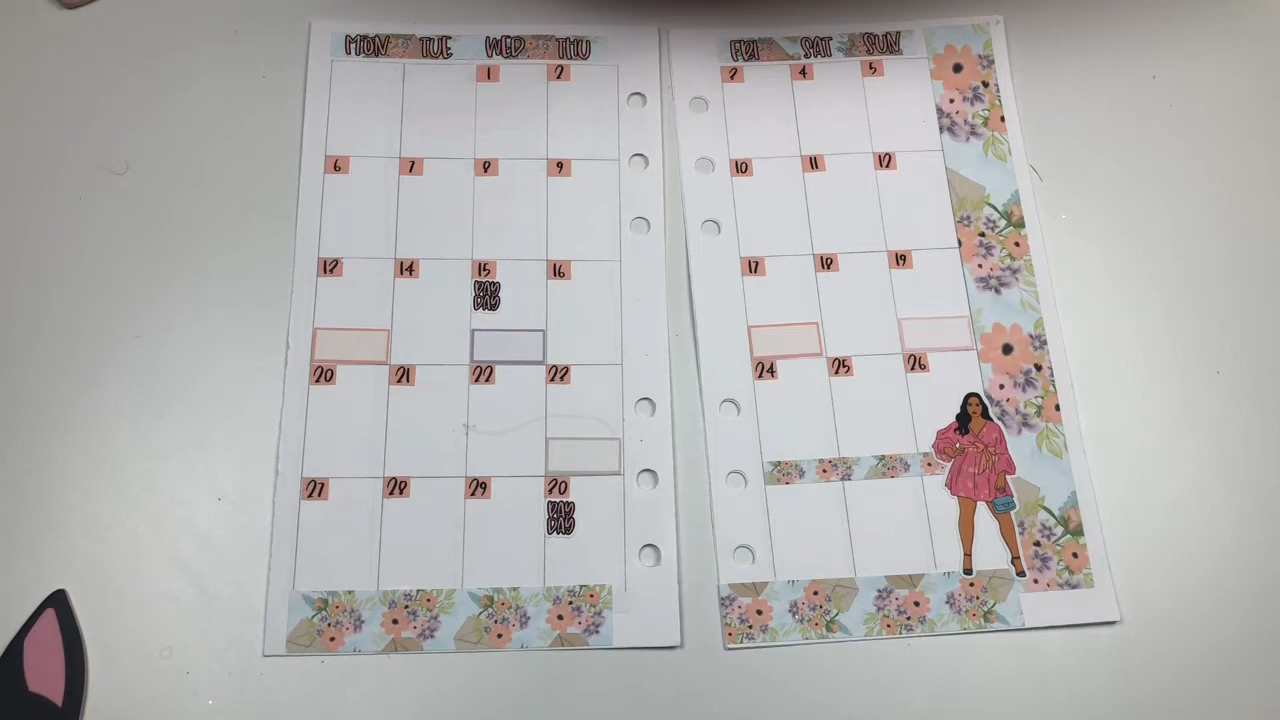 MON TUE WED THU FRI SAT SUN
1 2 3 4 5
6 7 8 9 10 11 12
13 14 15 16 17 18 19
PAY
DAY
20 21 22 23 24 25 26
27 28 29 30
PAY
DAY